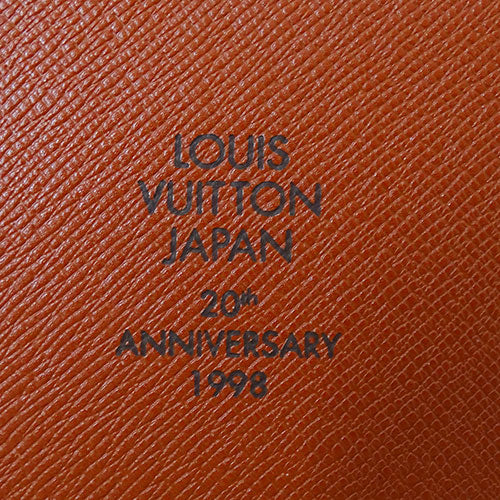 LOUIS
VUITTON
JAPAN
20th
ANNIVERSARY
1998